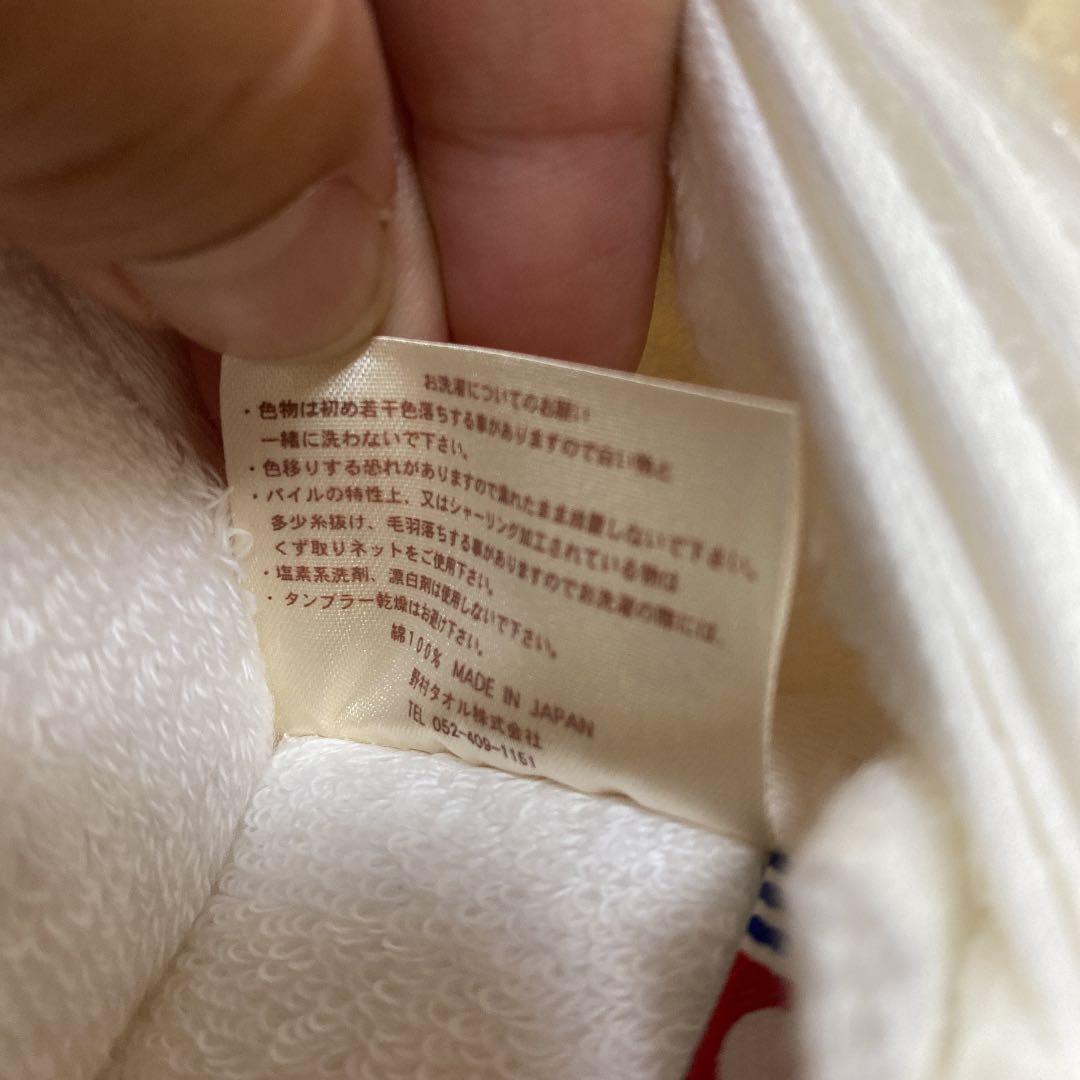 お洗濯についてのお願い
・色物は初め若干色落ちする事がありますので白い物と
一緒に洗わないで下さい。
・色移りする恐れがありますので濡れたまま放置しないで下さい。
・パイルの特性上、又はシャーリング加工されている物は
多少糸抜け、毛羽落ちする事がありますのでお洗濯の際には、
くず取りネットをご使用下さい。
・塩素系洗剤、漂白剤は使用しないで下さい。
・タンブラー乾燥はお避け下さい。
綿100% MADE IN JAPAN
野村タオル株式会社
TEL 052-409-1161